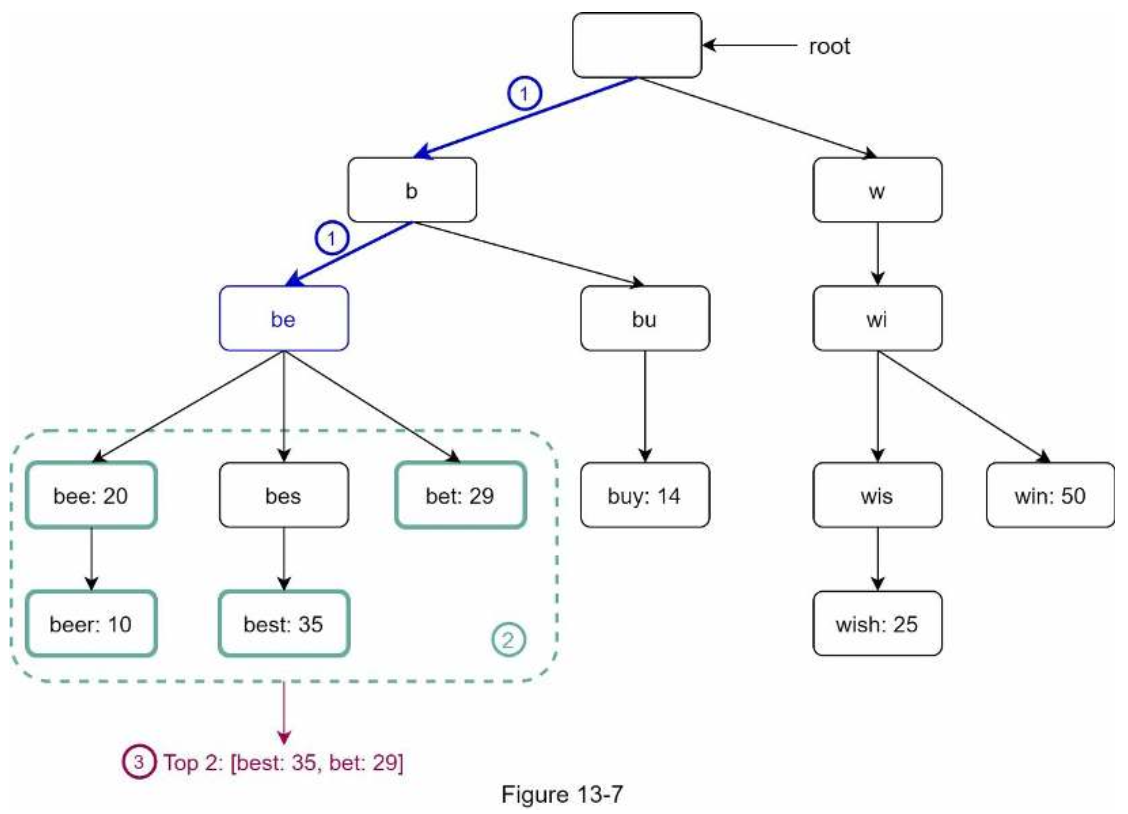 root
1
b
w
1
be
bu
wi
bee: 20
bes
bet: 29
buy: 14
wis
win: 50
beer: 10
best: 35
2
wish: 25
3 Top 2: [best: 35, bet: 29]
Figure 13-7